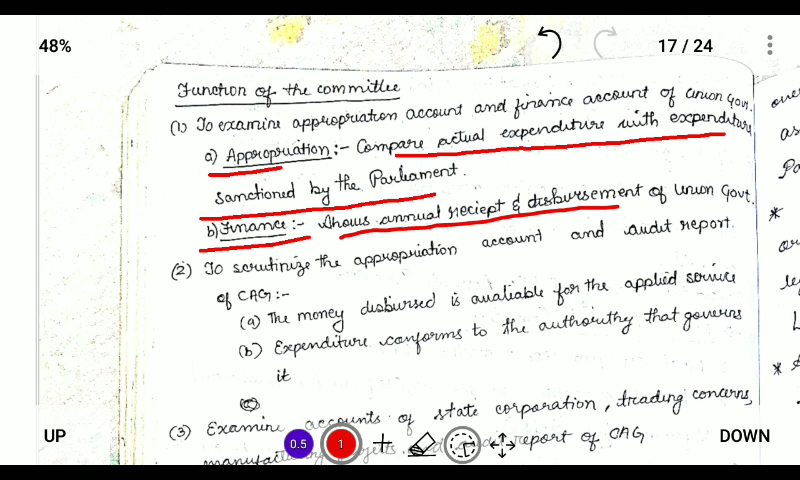 48%
17 / 24
Function of the committee
(1) To examine appropriation account and finance account of Union Govt.
a) Appropriation :- Compare actual expenditure with expenditure
sanctioned by the Parliament.
b) Finance :- Shows annual reciept & disbursement of Union Govt.
(2) To scrutinize the appropriation account and audit report
of CAG :-
(a) The money disbursed is avaliable for the applied service
(b) Expenditure conforms to the authorithy that governs
it
(3) Examine accounts of state corporation, trading concerns,
report of CAG
UP
0.5
1
DOWN